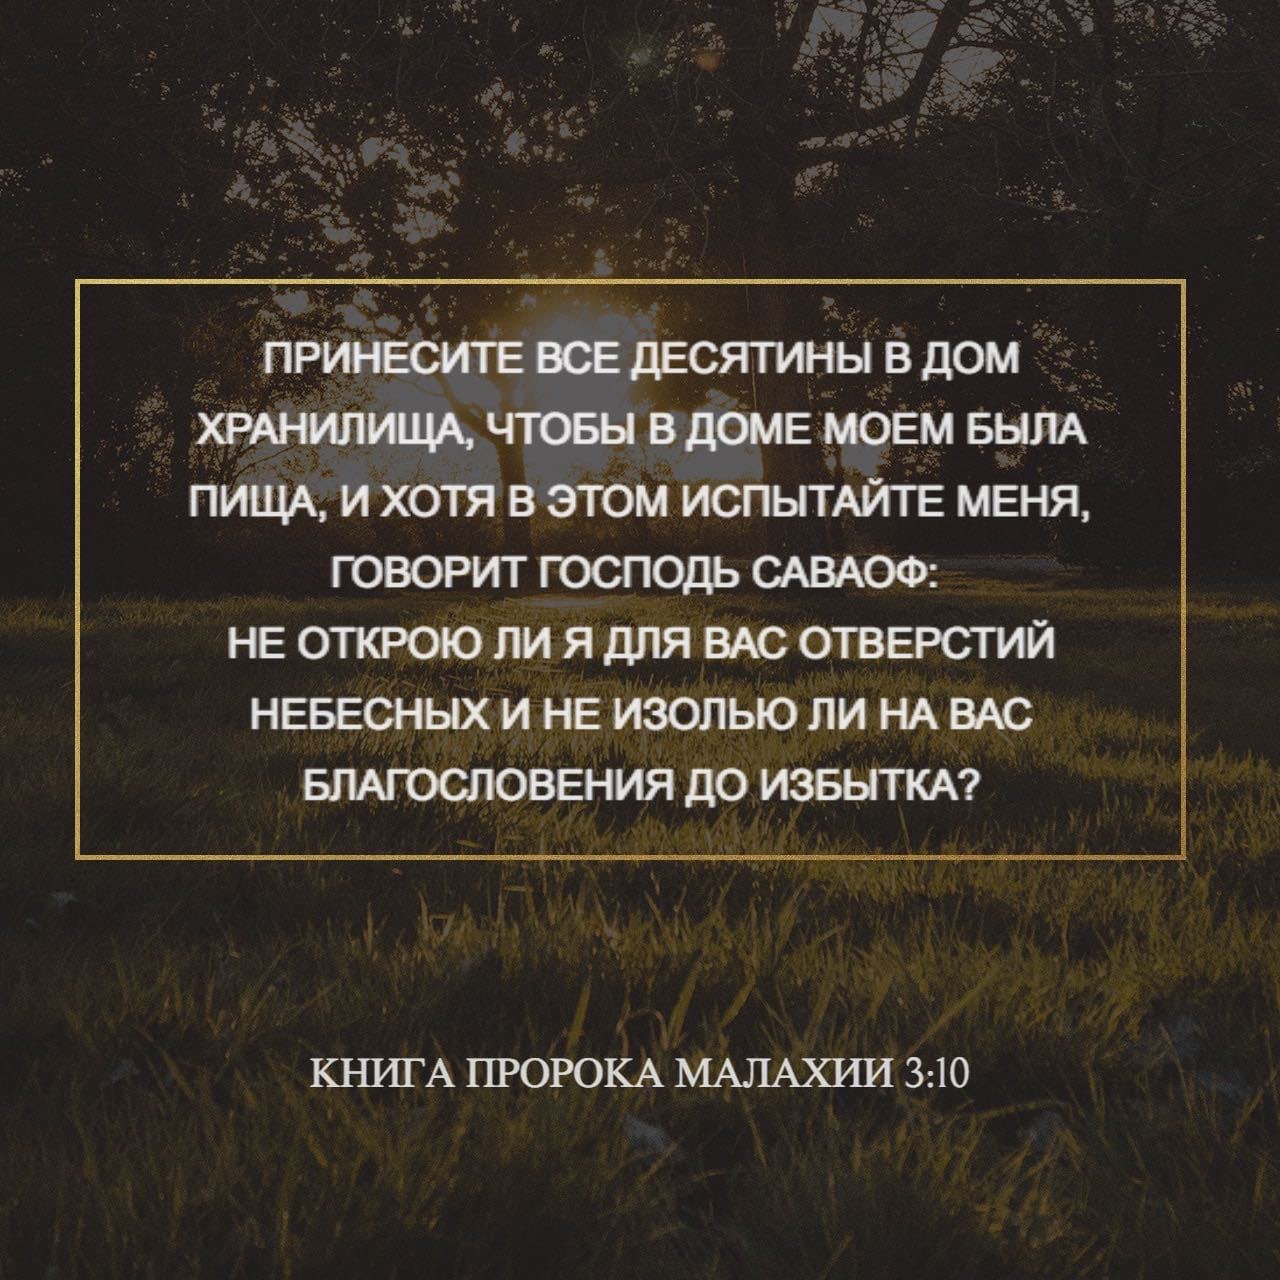 ПРИНЕСИТЕ ВСЕ ДЕСЯТИНЫ В ДОМ
ХРАНИЛИЩА, ЧТОБЫ В ДОМЕ МОЕМ БЫЛА
ПИЩА, И ХОТЯ В ЭТОМ ИСПЫТАЙТЕ МЕНЯ,
ГОВОРИТ ГОСПОДЬ САВАОФ:
НЕ ОТКРОЮ ЛИ Я ДЛЯ ВАС ОТВЕРСТИЙ
НЕБЕСНЫХ И НЕ ИЗОЛЬЮ ЛИ НА ВАС
БЛАГОСЛОВЕНИЯ ДО ИЗБЫТКА?
КНИГА ПРОРОКА МАЛАХИИ 3:10